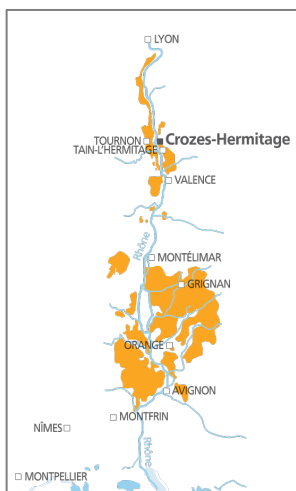 LYON
TOURNON
Crozes-Hermitage
TAIN-L'HERMITAGE
VALENCE
Rhône
MONTÉLIMAR
GRIGNAN
ORANGE
AVIGNON
MONTFRIN
NÎMES
Rhône
MONTPELLIER